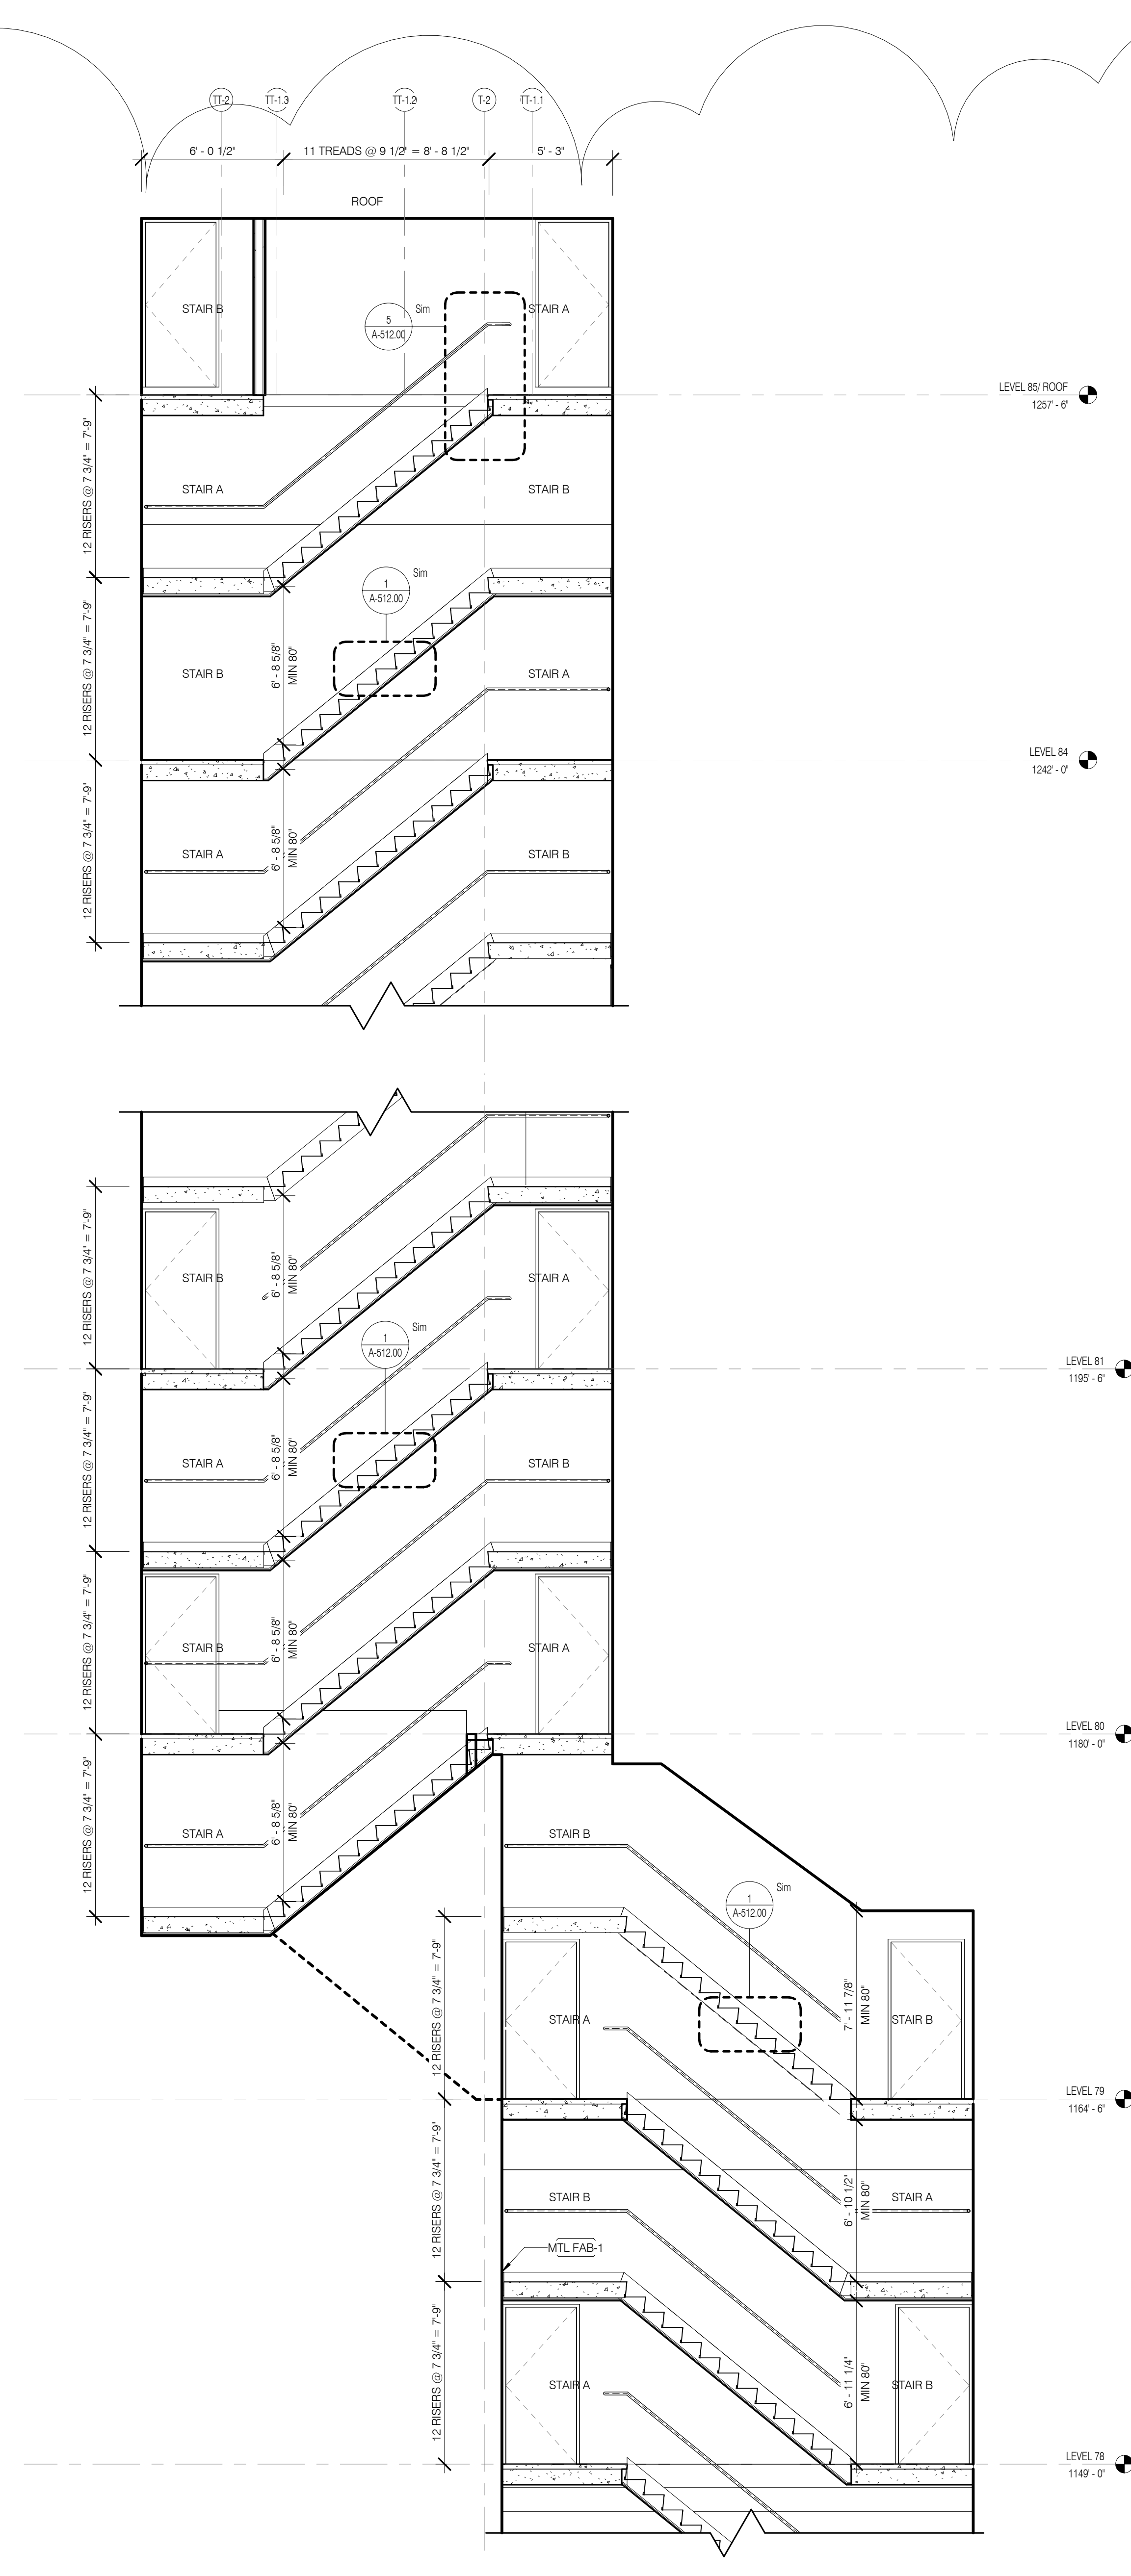 TT-2 TT-1.3 TT-1.2 T-2 TT-1.1
6' - 0 1/2" 11 TREADS @ 9 1/2" = 8' - 8 1/2" 5' - 3"
ROOF
STAIR B
5
A-512.00
Sim
STAIR A
LEVEL 85/ ROOF
1257' - 6"
12 RISERS @ 7 3/4" = 7'-9"
STAIR A
STAIR B
1
A-512.00
Sim
12 RISERS @ 7 3/4" = 7'-9"
STAIR B
6' - 8 5/8"
MIN 80"
STAIR A
LEVEL 84
1242' - 0"
12 RISERS @ 7 3/4" = 7'-9"
STAIR A
6' - 8 5/8"
MIN 80"
STAIR B
12 RISERS @ 7 3/4" = 7'-9"
STAIR B
6' - 8 5/8"
MIN 80"
STAIR A
1
A-512.00
Sim
LEVEL 81
1195' - 6"
12 RISERS @ 7 3/4" = 7'-9"
STAIR A
6' - 8 5/8"
MIN 80"
STAIR B
12 RISERS @ 7 3/4" = 7'-9"
STAIR B
6' - 8 5/8"
MIN 80"
STAIR A
LEVEL 80
1180' - 0"
12 RISERS @ 7 3/4" = 7'-9"
STAIR A
6' - 8 5/8"
MIN 80"
STAIR B
1
A-512.00
Sim
12 RISERS @ 7 3/4" = 7'-9"
STAIR A
7' - 11 7/8"
MIN 80"
STAIR B
LEVEL 79
1164' - 6"
12 RISERS @ 7 3/4" = 7'-9"
STAIR B
6' - 10 1/2"
MIN 80"
STAIR A
MTL FAB-1
12 RISERS @ 7 3/4" = 7'-9"
STAIR A
6' - 11 1/4"
MIN 80"
STAIR B
LEVEL 78
1149' - 0"